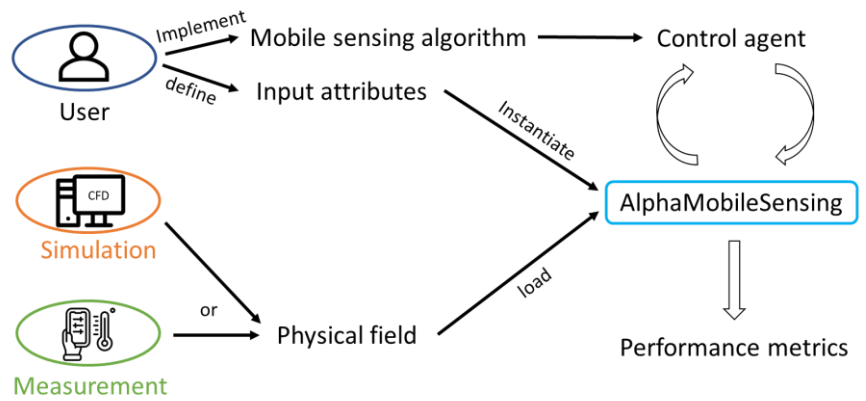 Implement
Mobile sensing algorithm
Control agent
define
Input attributes
User
Instantiate
CFD
AlphaMobileSensing
Simulation
load
or
Physical field
Performance metrics
Measurement